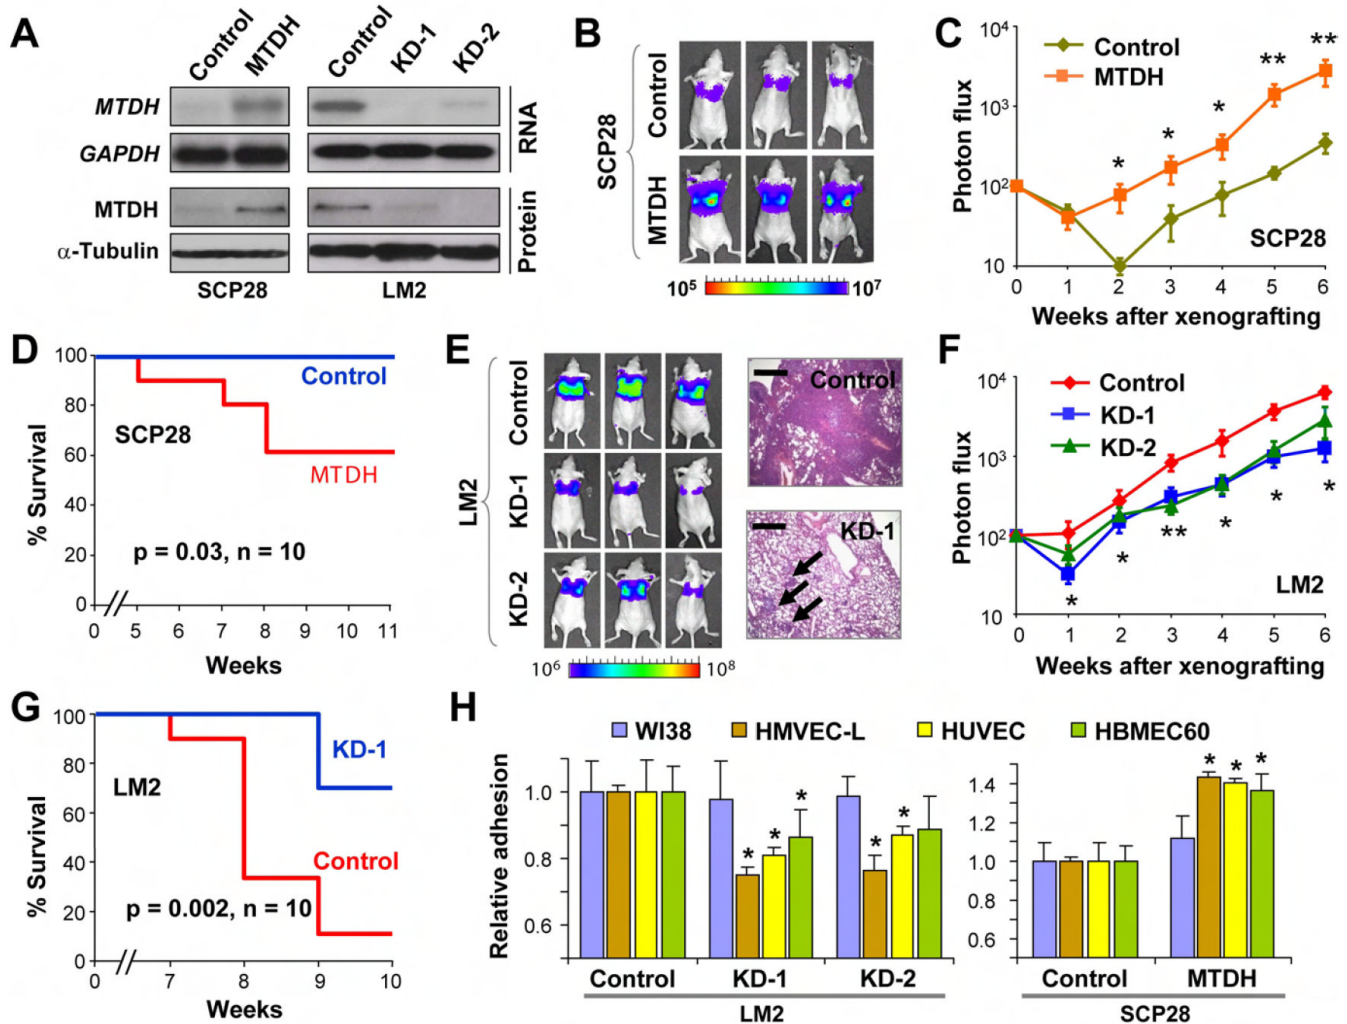 A
Control
MTDH
Control
KD-1
KD-2
MTDH
GAPDH
RNA
MTDH
α-Tubulin
Protein
SCP28
LM2
B
SCP28
Control
MTDH
10⁵
10⁷
C
Photon flux
10⁴
10³
10²
10
Control
MTDH
*
*
*
**
**
SCP28
0 1 2 3 4 5 6
Weeks after xenografting
D
% Survival
100
80
60
40
20
0
Control
SCP28
MTDH
p = 0.03, n = 10
0 5 6 7 8 9 10 11
Weeks
E
LM2
Control
KD-1
KD-2
Control
KD-1
10⁶
10⁸
F
Photon flux
10⁴
10³
10²
10
Control
KD-1
KD-2
*
*
**
*
*
*
LM2
0 1 2 3 4 5 6
Weeks after xenografting
G
% Survival
100
80
60
40
20
0
KD-1
LM2
Control
p = 0.002, n = 10
0 7 8 9 10
Weeks
H
WI38 HMVEC-L HUVEC HBMEC60
Relative adhesion
1.0
0.8
0.6
* * *
* *
Control KD-1 KD-2
LM2
1.4
1.2
1.0
0.8
0.6
* * *
Control MTDH
SCP28